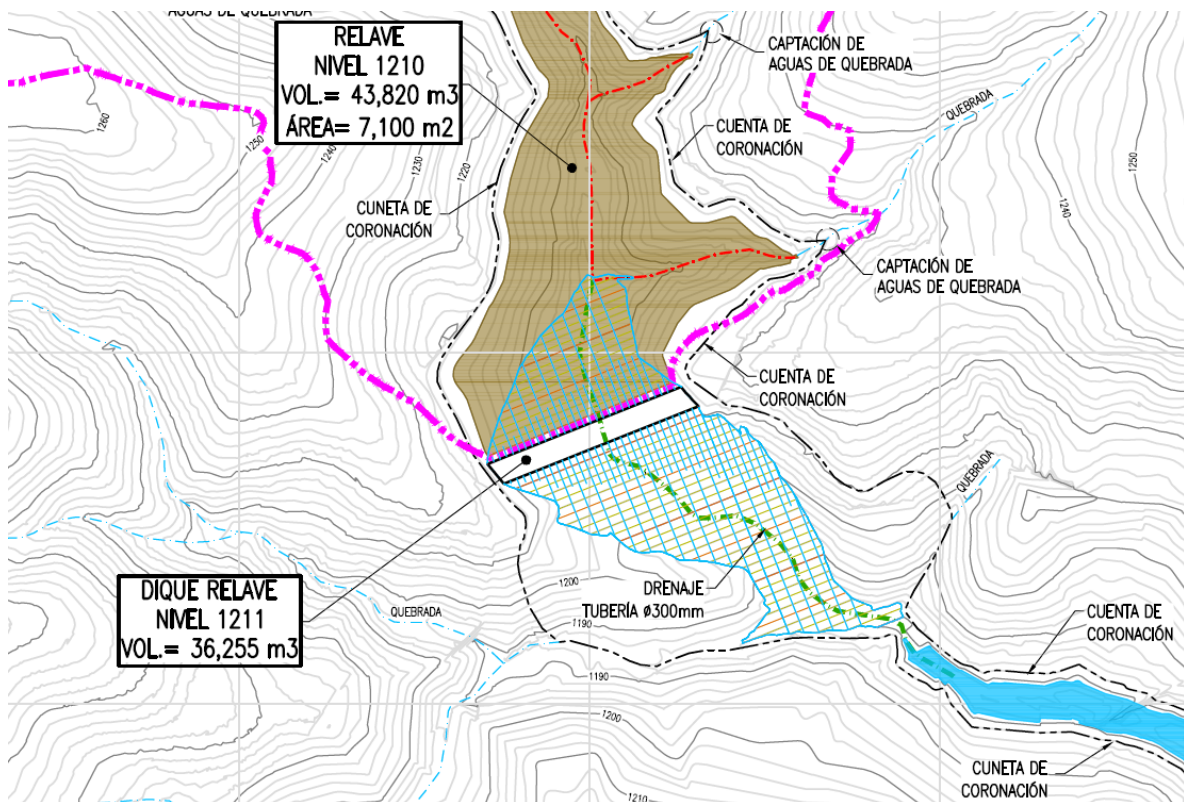 AGUAS DE QUEBRADA
RELAVE
NIVEL 1210
VOL.= 43,820 m3
ÁREA= 7,100 m2
CAPTACIÓN DE
AGUAS DE QUEBRADA
QUEBRADA
CUENTA DE
CORONACIÓN
1260
1250
1240
1230
1220
1250
1240
CUNETA DE
CORONACIÓN
CAPTACIÓN DE
AGUAS DE QUEBRADA
CUENTA DE
CORONACIÓN
QUEBRADA
DIQUE RELAVE
NIVEL 1211
VOL.= 36,255 m3
QUEBRADA
1200
1190
DRENAJE
TUBERÍA ø300mm
CUENTA DE
CORONACIÓN
1190
1200
CUNETA DE
CORONACIÓN
1210